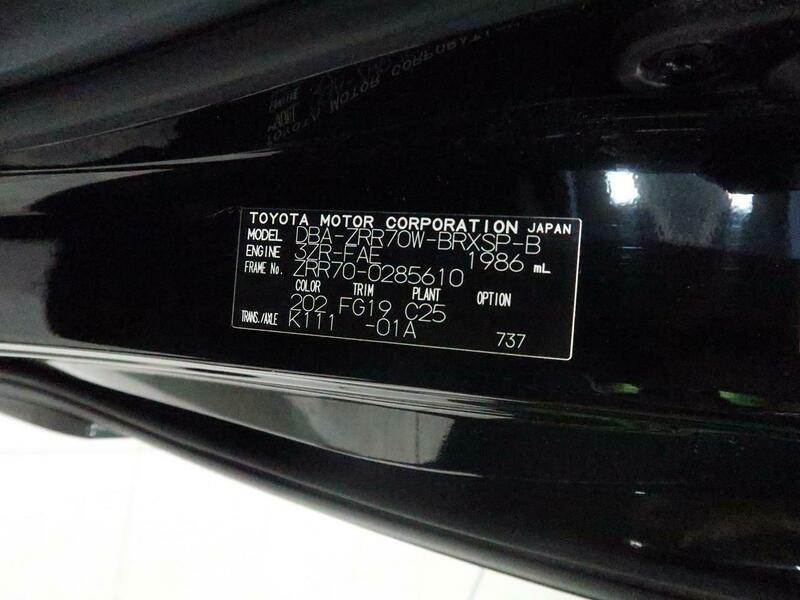 TOYOTA MOTOR CORPORATION JAPAN
MODEL DBA-ZRR70W-BRXSP-B
ENGINE 3ZR-FAE 1986 mL
FRAME No. ZRR70-0285610
COLOR TRIM PLANT OPTION
202 FG19 C25
TRANS./AXLE K111 -01A
737